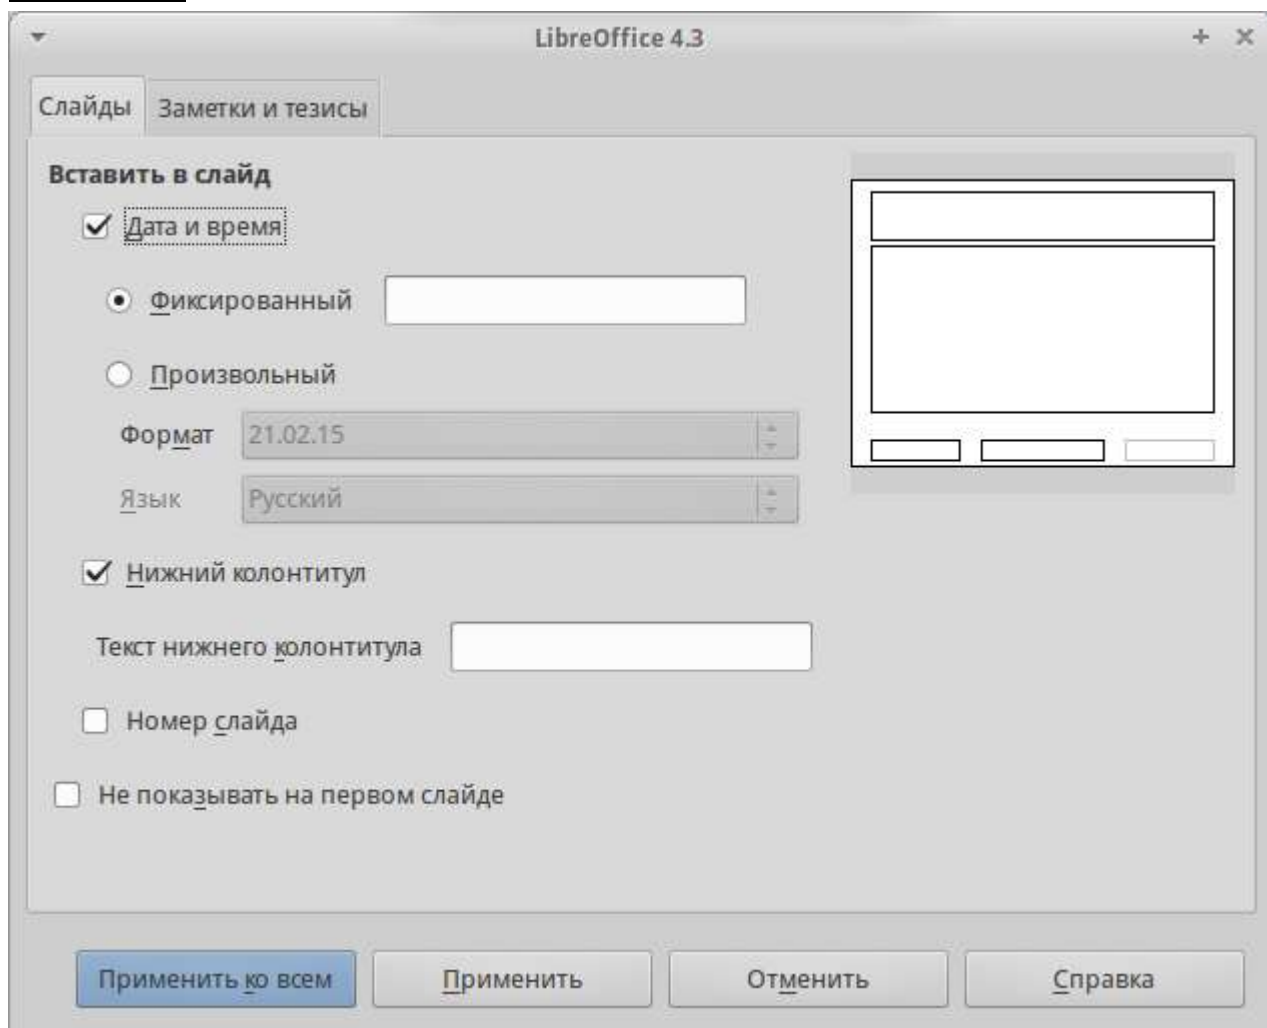 LibreOffice 4.3
Слайды Заметки и тезисы
Вставить в слайд
Дата и время
Фиксированный
Произвольный
Формат 21.02.15
Язык Русский
Нижний колонтитул
Текст нижнего колонтитула
Номер слайда
Не показывать на первом слайде
Применить ко всем Применить Отменить Справка